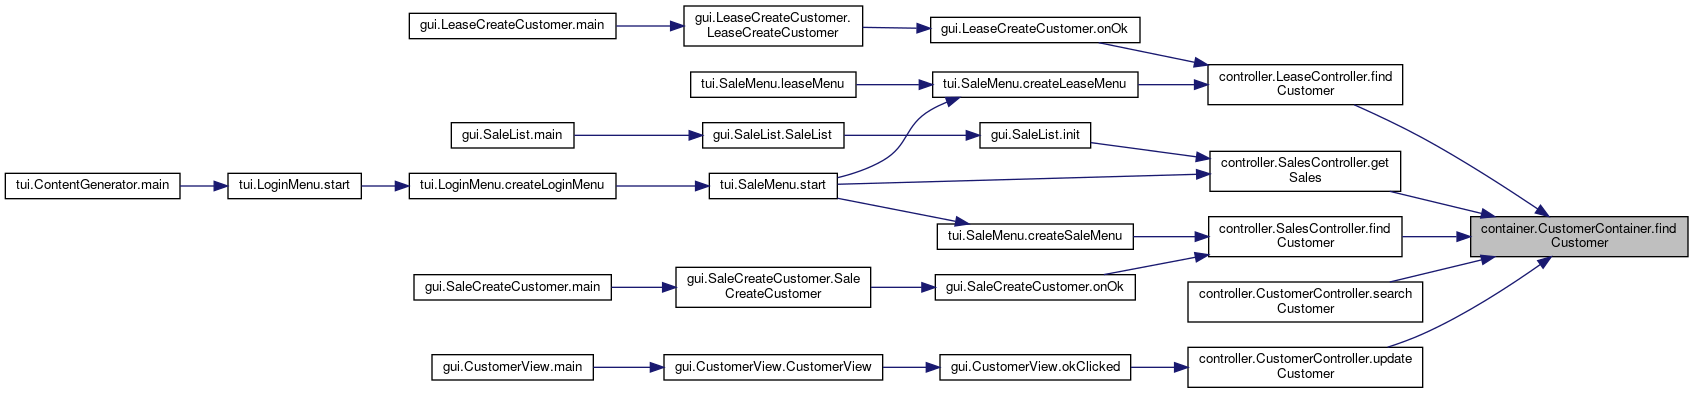 gui.LeaseCreateCustomer.main
gui.LeaseCreateCustomer.
LeaseCreateCustomer
gui.LeaseCreateCustomer.onOk
controller.LeaseController.find
Customer
tui.SaleMenu.leaseMenu
tui.SaleMenu.createLeaseMenu
gui.SaleList.main
gui.SaleList.SaleList
gui.SaleList.init
controller.SalesController.get
Sales
tui.ContentGenerator.main
tui.LoginMenu.start
tui.LoginMenu.createLoginMenu
tui.SaleMenu.start
tui.SaleMenu.createSaleMenu
controller.SalesController.find
Customer
container.CustomerContainer.find
Customer
gui.SaleCreateCustomer.main
gui.SaleCreateCustomer.Sale
CreateCustomer
gui.SaleCreateCustomer.onOk
controller.CustomerController.search
Customer
gui.CustomerView.main
gui.CustomerView.CustomerView
gui.CustomerView.okClicked
controller.CustomerController.update
Customer